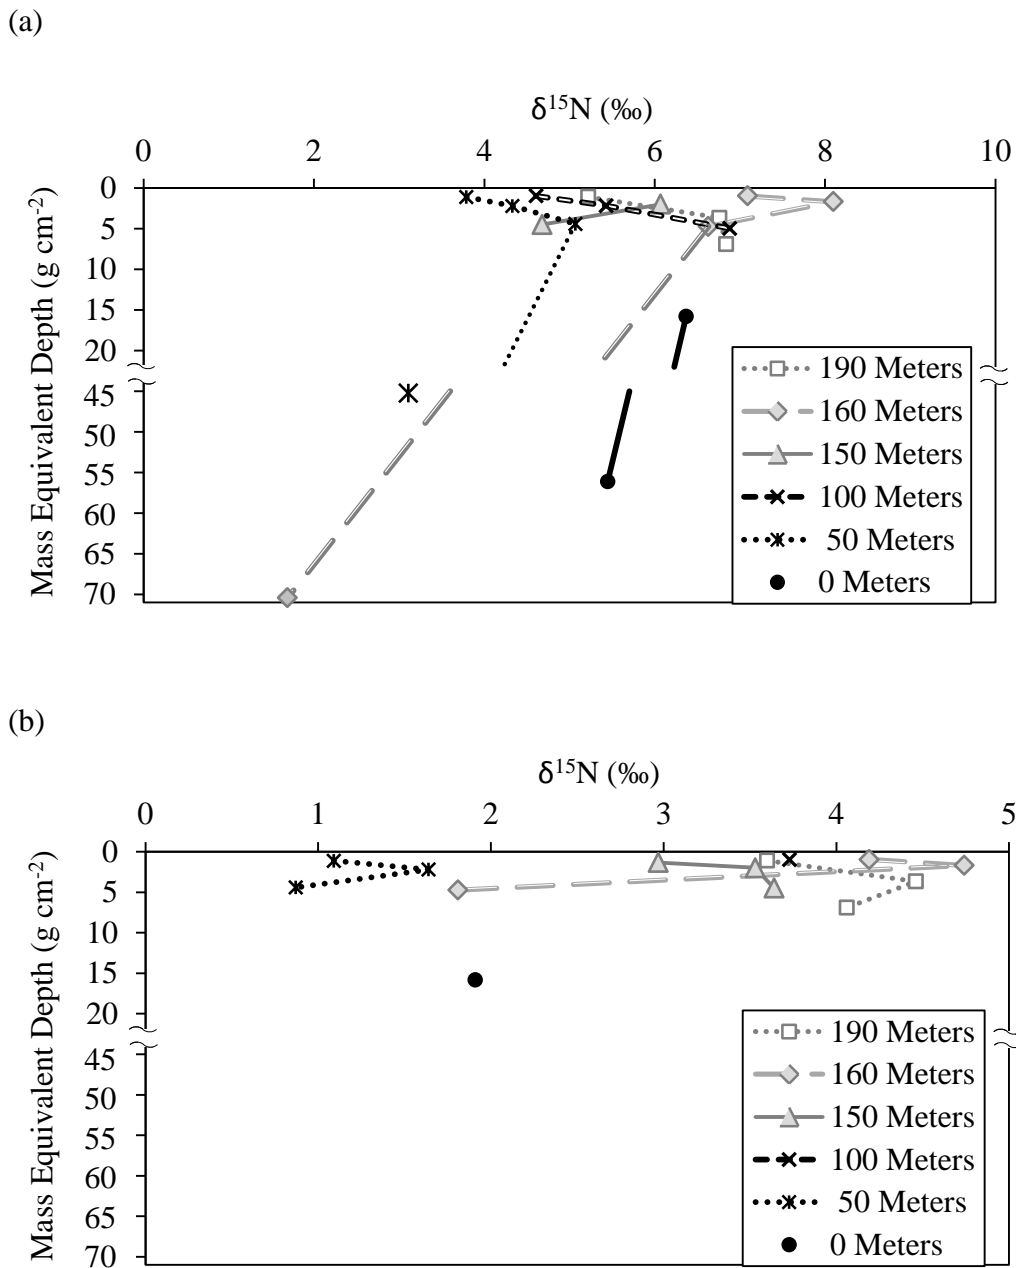 (a)
δ¹⁵N (‰)
0 2 4 6 8 10
Mass Equivalent Depth (g cm⁻²)
0
5
10
15
20
45
50
55
60
65
70
190 Meters
160 Meters
150 Meters
100 Meters
50 Meters
0 Meters
(b)
δ¹⁵N (‰)
0 1 2 3 4 5
Mass Equivalent Depth (g cm⁻²)
0
5
10
15
20
45
50
55
60
65
70
190 Meters
160 Meters
150 Meters
100 Meters
50 Meters
0 Meters